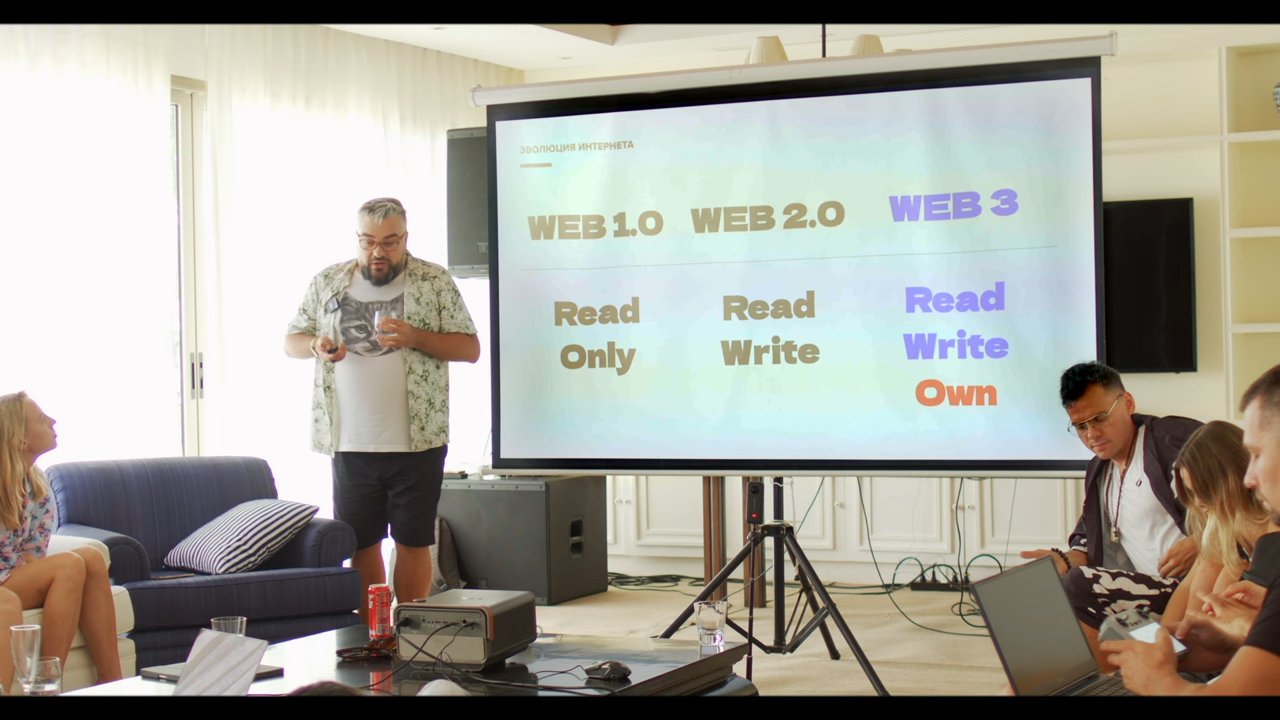 ЭВОЛЮЦИЯ ИНТЕРНЕТА
WEB 1.0 WEB 2.0 WEB 3
Read Read Read
Only Write Write
Own